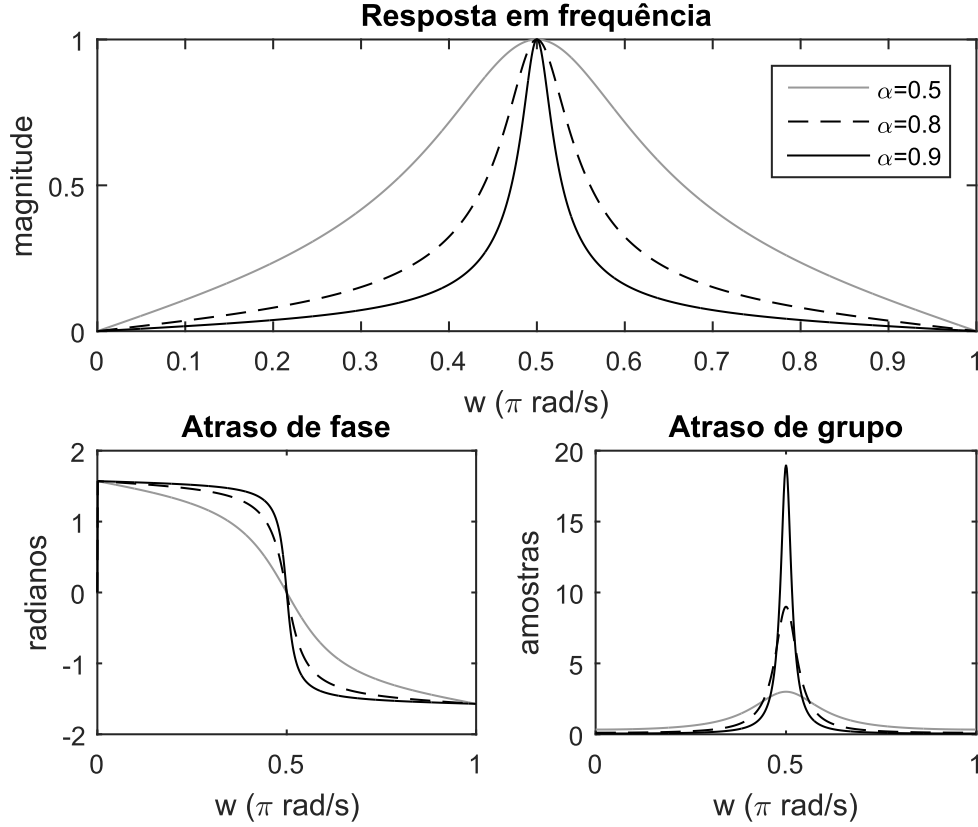 Resposta em frequência
magnitude
1
0.5
0
α=0.5
α=0.8
α=0.9
0 0.1 0.2 0.3 0.4 0.5 0.6 0.7 0.8 0.9 1
w (π rad/s)
Atraso de fase
radianos
2
1
0
-1
-2
0 0.5 1
w (π rad/s)
Atraso de grupo
amostras
20
15
10
5
0
0 0.5 1
w (π rad/s)